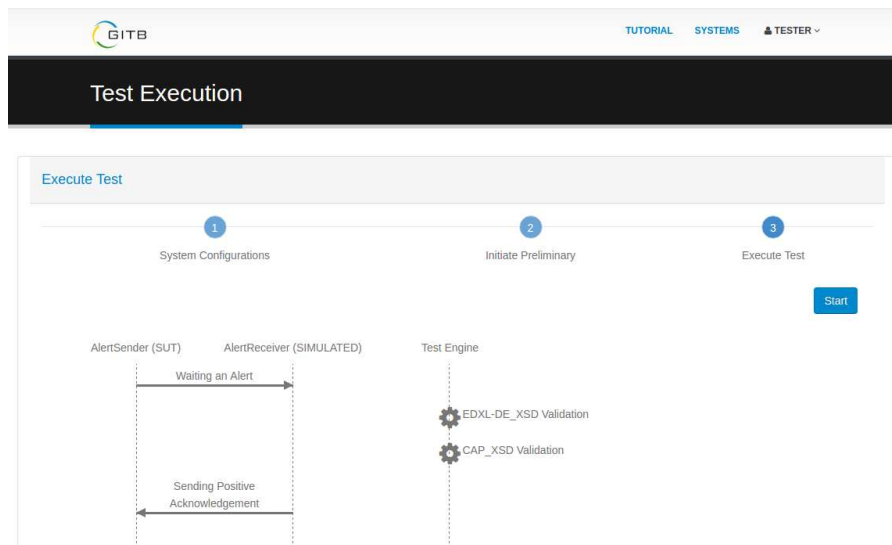 GITB
TUTORIAL SYSTEMS TESTER
Test Execution
Execute Test
1 2 3
System Configurations Initiate Preliminary Execute Test
Start
AlertSender (SUT) AlertReceiver (SIMULATED) Test Engine
Waiting an Alert
EDXL-DE_XSD Validation
CAP_XSD Validation
Sending Positive
Acknowledgement